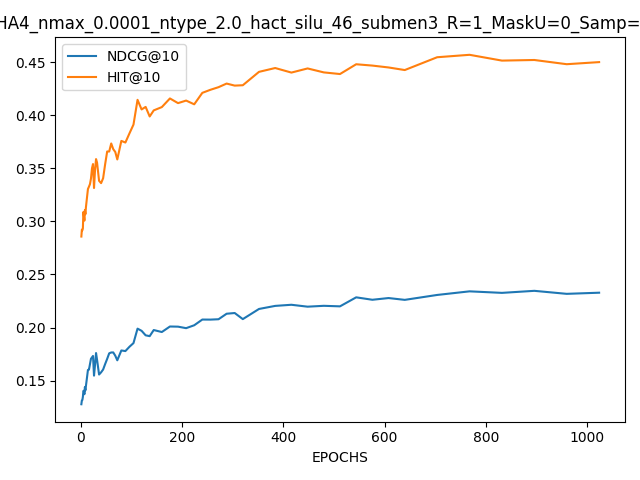 HA4_nmax_0.0001_ntype_2.0_hact_silu_46_submen3_R=1_MaskU=0_Samp=
NDCG@10
HIT@10
0.45
0.40
0.35
0.30
0.25
0.20
0.15
0 200 400 600 800 1000
EPOCHS